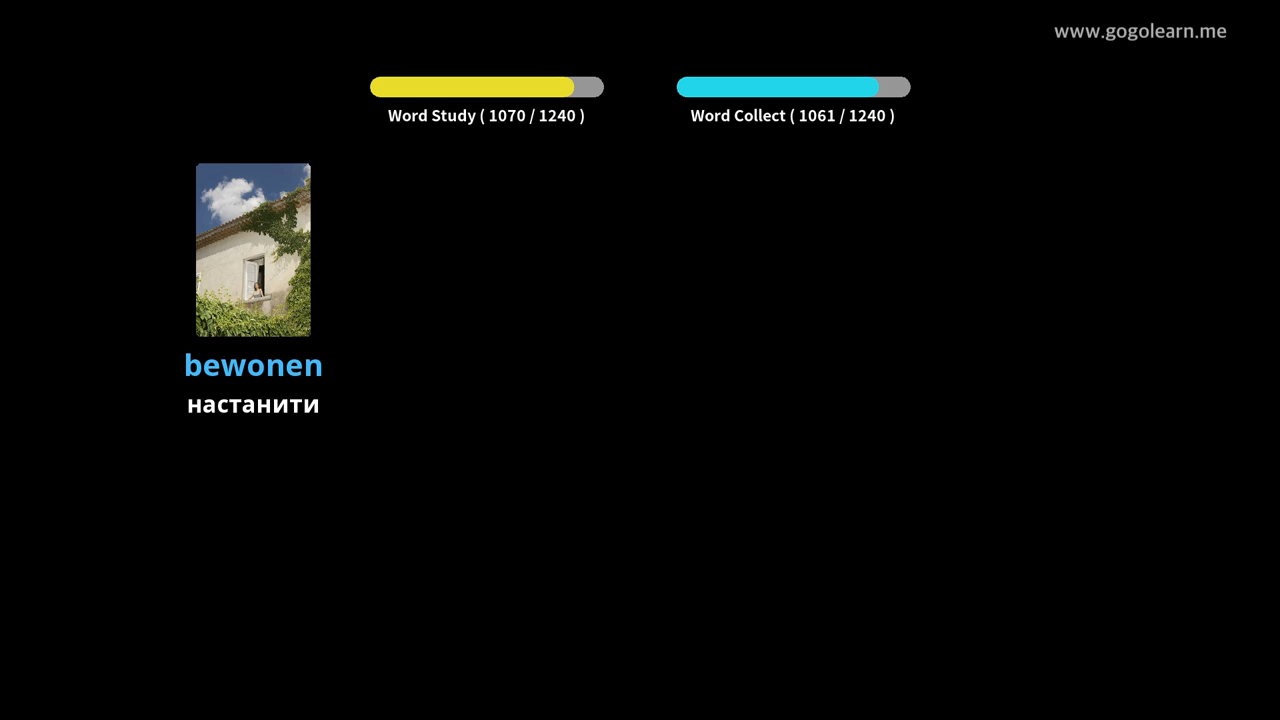 www.gogolearn.me
Word Study ( 1070 / 1240 )
Word Collect ( 1061 / 1240 )
bewonen
настанити